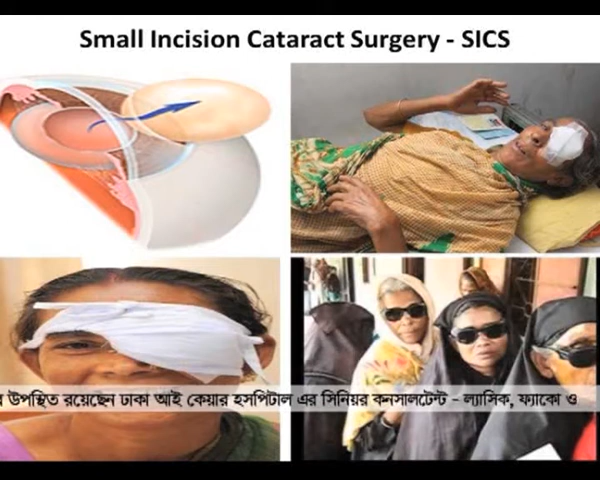 Small Incision Cataract Surgery - SICS
উপস্থিত রয়েছেন ঢাকা আই কেয়ার হসপিটাল এর সিনিয়র কনসালটেন্ট - ল্যাসিক, ফ্যাকো ও